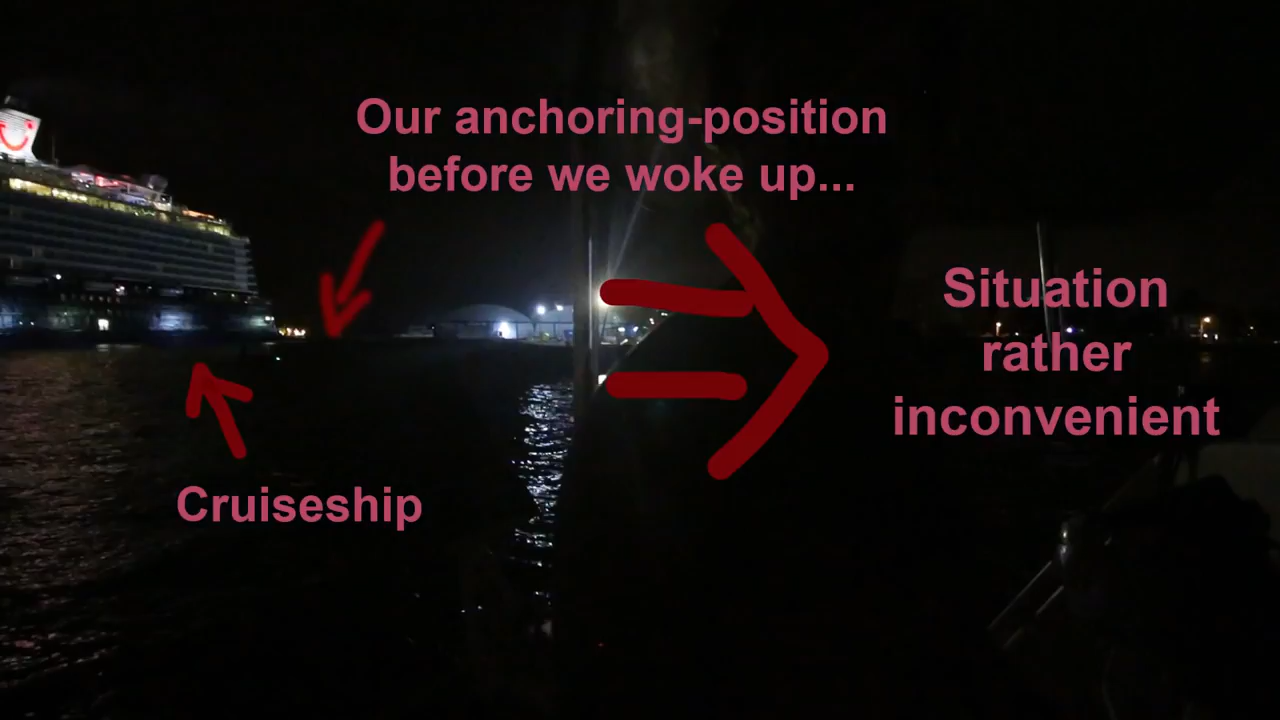 Our anchoring-position
before we woke up...
Situation
rather
inconvenient
Cruiseship